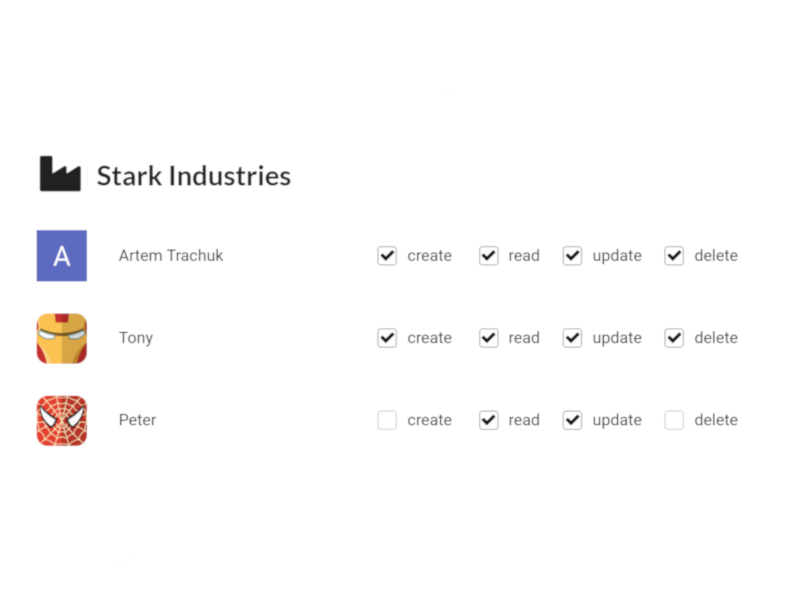 Stark Industries
A Artem Trachuk create read update delete
Tony create read update delete
Peter create read update delete